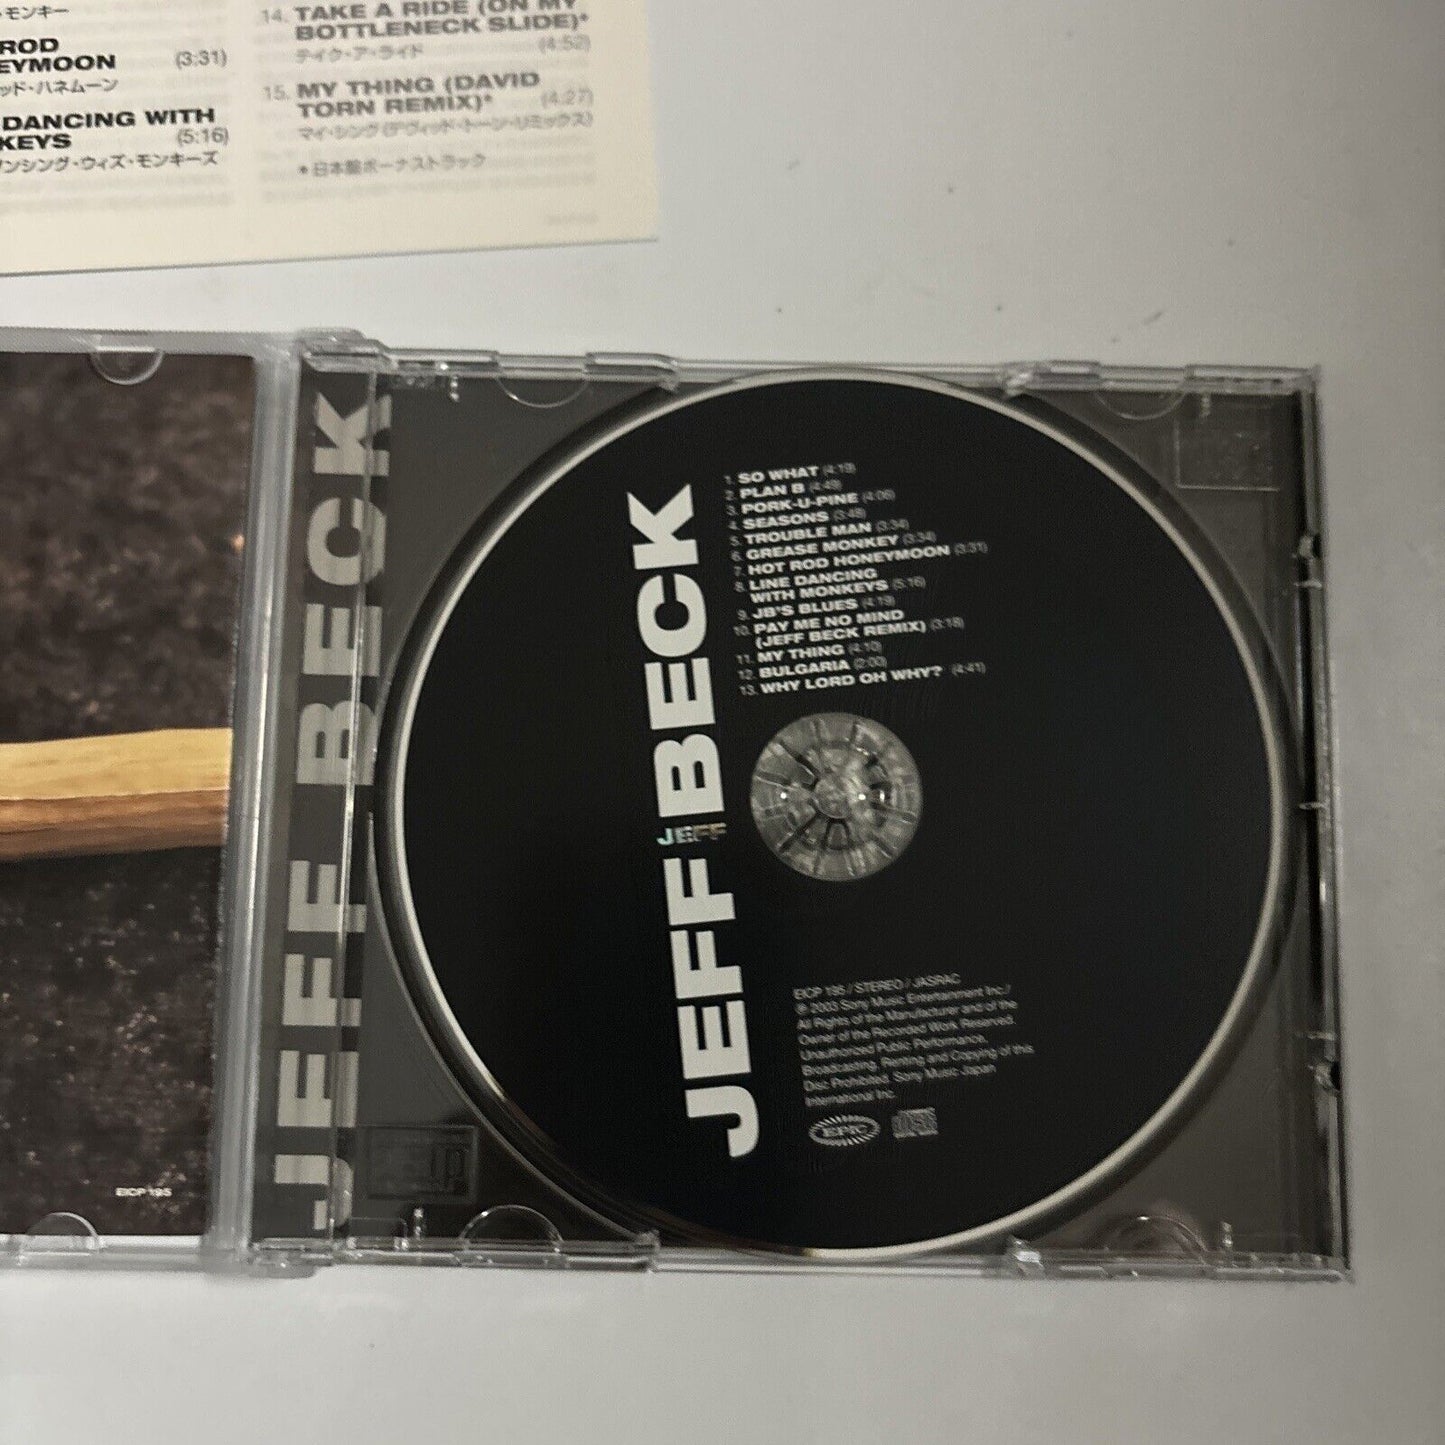 ・モンキー
ROD
EYMOON (3:31)
ッド・ハネムーン
DANCING WITH
KEYS (5:16)
ンシング・ウィズ・モンキーズ
14. TAKE A RIDE (ON MY
BOTTLENECK SLIDE)*
テイク・ア・ライド (4:52)
15. MY THING (DAVID
TORN REMIX)* (4:27)
マイ・シング(デヴィッド・トーン・リミックス)
*日本盤ボーナストラック
EICP 195
JEFF BECK
JEFF BECK
JEFF
1. SO WHAT (4:19)
2. PLAN B (4:49)
3. PORK-U-PINE (4:06)
4. SEASONS (3:48)
5. TROUBLE MAN (3:34)
6. GREASE MONKEY (3:34)
7. HOT ROD HONEYMOON (3:31)
8. LINE DANCING
WITH MONKEYS (5:16)
9. JB'S BLUES (4:19)
10. PAY ME NO MIND
(JEFF BECK REMIX) (3:18)
11. MY THING (4:10)
12. BULGARIA (2:00)
13. WHY LORD OH WHY? (4:41)
EICP 195 / STEREO / JASRAC
℗ 2003 Sony Music Entertainment Inc./
All Rights of the Manufacturer and of the
Owner of the Recorded Work Reserved.
Unauthorized Public Performance,
Broadcasting, Renting and Copying of this
Disc Prohibited. Sony Music Japan
International Inc.
EPIC